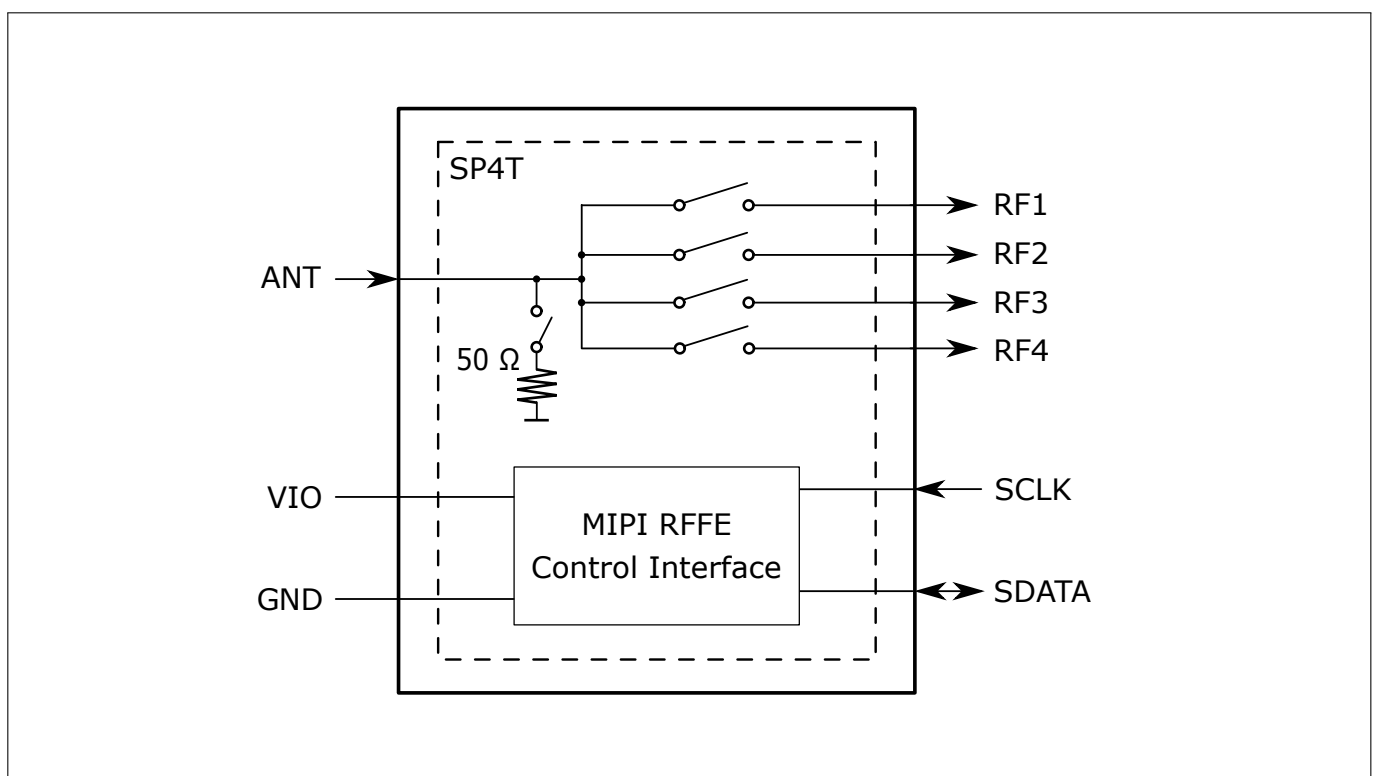 SP4T
RF1
RF2
ANT
RF3
RF4
50 Ω
VIO
SCLK
MIPI RFFE
Control Interface
GND
SDATA